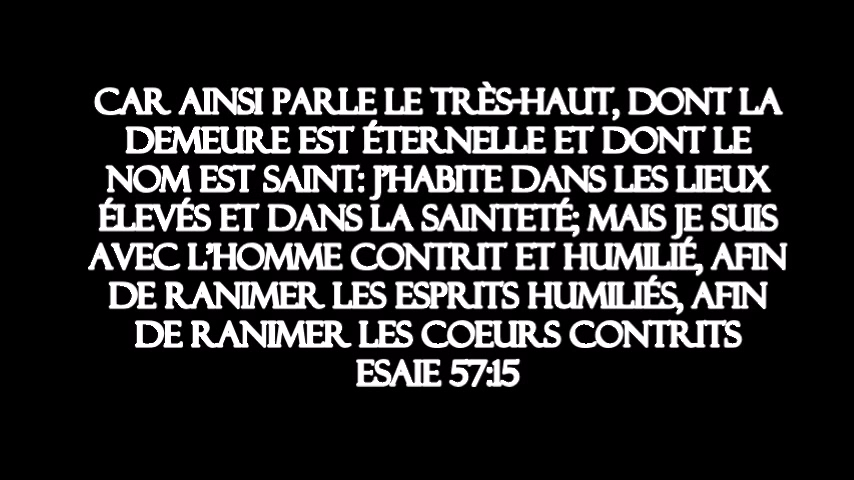 CAR AINSI PARLE LE TRÈS-HAUT, DONT LA
DEMEURE EST ÉTERNELLE ET DONT LE
NOM EST SAINT: J'HABITE DANS LES LIEUX
ÉLEVÉS ET DANS LA SAINTETÉ; MAIS JE SUIS
AVEC L'HOMME CONTRIT ET HUMILIÉ, AFIN
DE RANIMER LES ESPRITS HUMILIÉS, AFIN
DE RANIMER LES COEURS CONTRITS
ESAIE 57:15